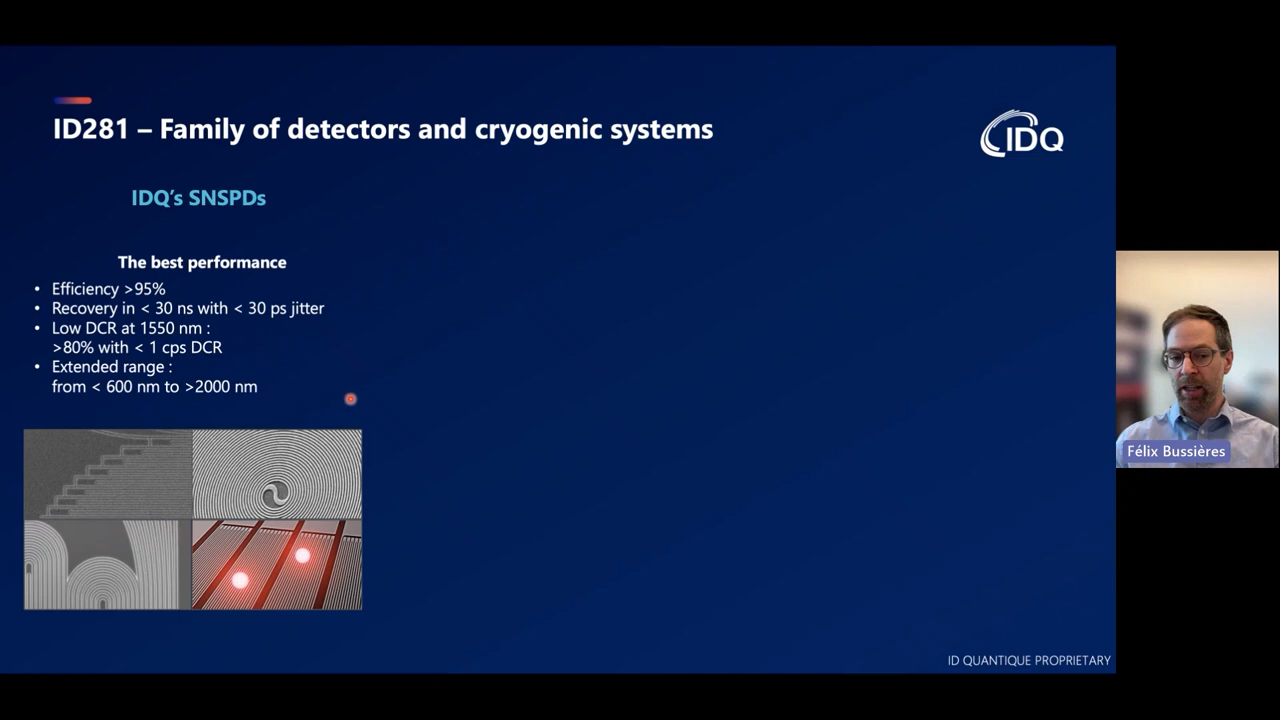 ID281 – Family of detectors and cryogenic systems
IDQ
IDQ's SNSPDs
The best performance
• Efficiency >95%
• Recovery in < 30 ns with < 30 ps jitter
• Low DCR at 1550 nm :
>80% with < 1 cps DCR
• Extended range :
from < 600 nm to >2000 nm
Félix Bussières
ID QUANTIQUE PROPRIETARY